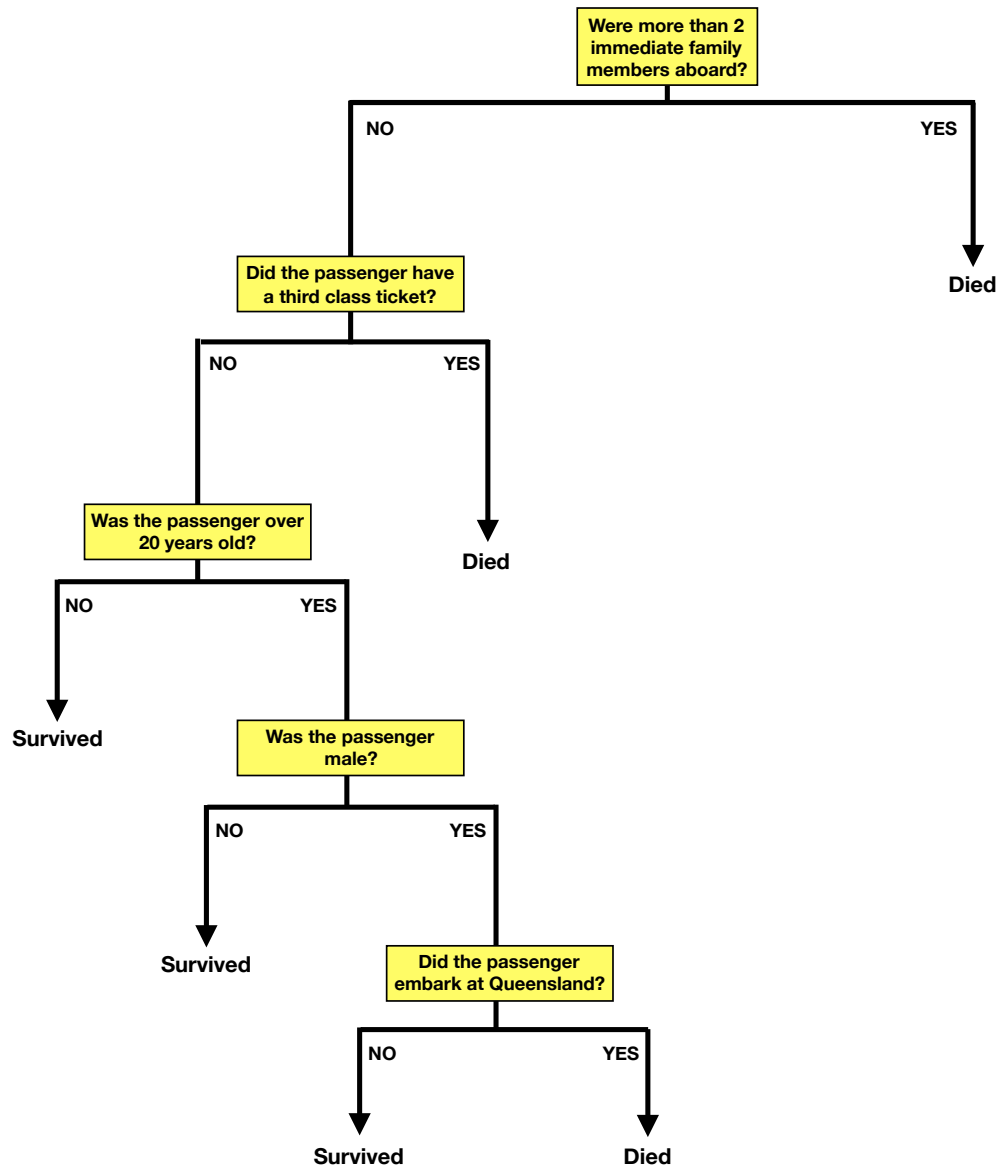 Were more than 2
immediate family
members aboard?
NO
YES
Did the passenger have
a third class ticket?
Died
NO
YES
Was the passenger over
20 years old?
Died
NO
YES
Survived
Was the passenger
male?
NO
YES
Survived
Did the passenger
embark at Queensland?
NO
YES
Survived
Died